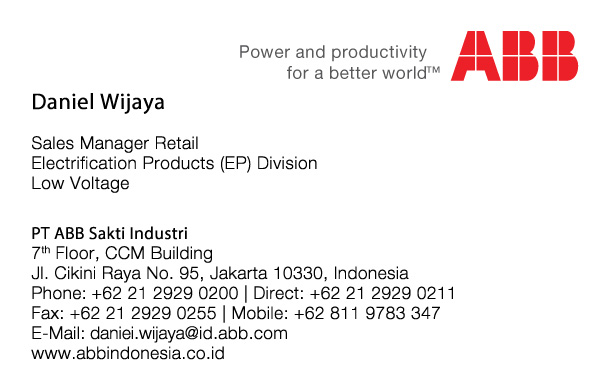 Power and productivity
for a better world™
ABB
Daniel Wijaya
Sales Manager Retail
Electrification Products (EP) Division
Low Voltage
PT ABB Sakti Industri
7th Floor, CCM Building
Jl. Cikini Raya No. 95, Jakarta 10330, Indonesia
Phone: +62 21 2929 0200 | Direct: +62 21 2929 0211
Fax: +62 21 2929 0255 | Mobile: +62 811 9783 347
E-Mail: daniei.wijaya@id.abb.com
www.abbindonesia.co.id